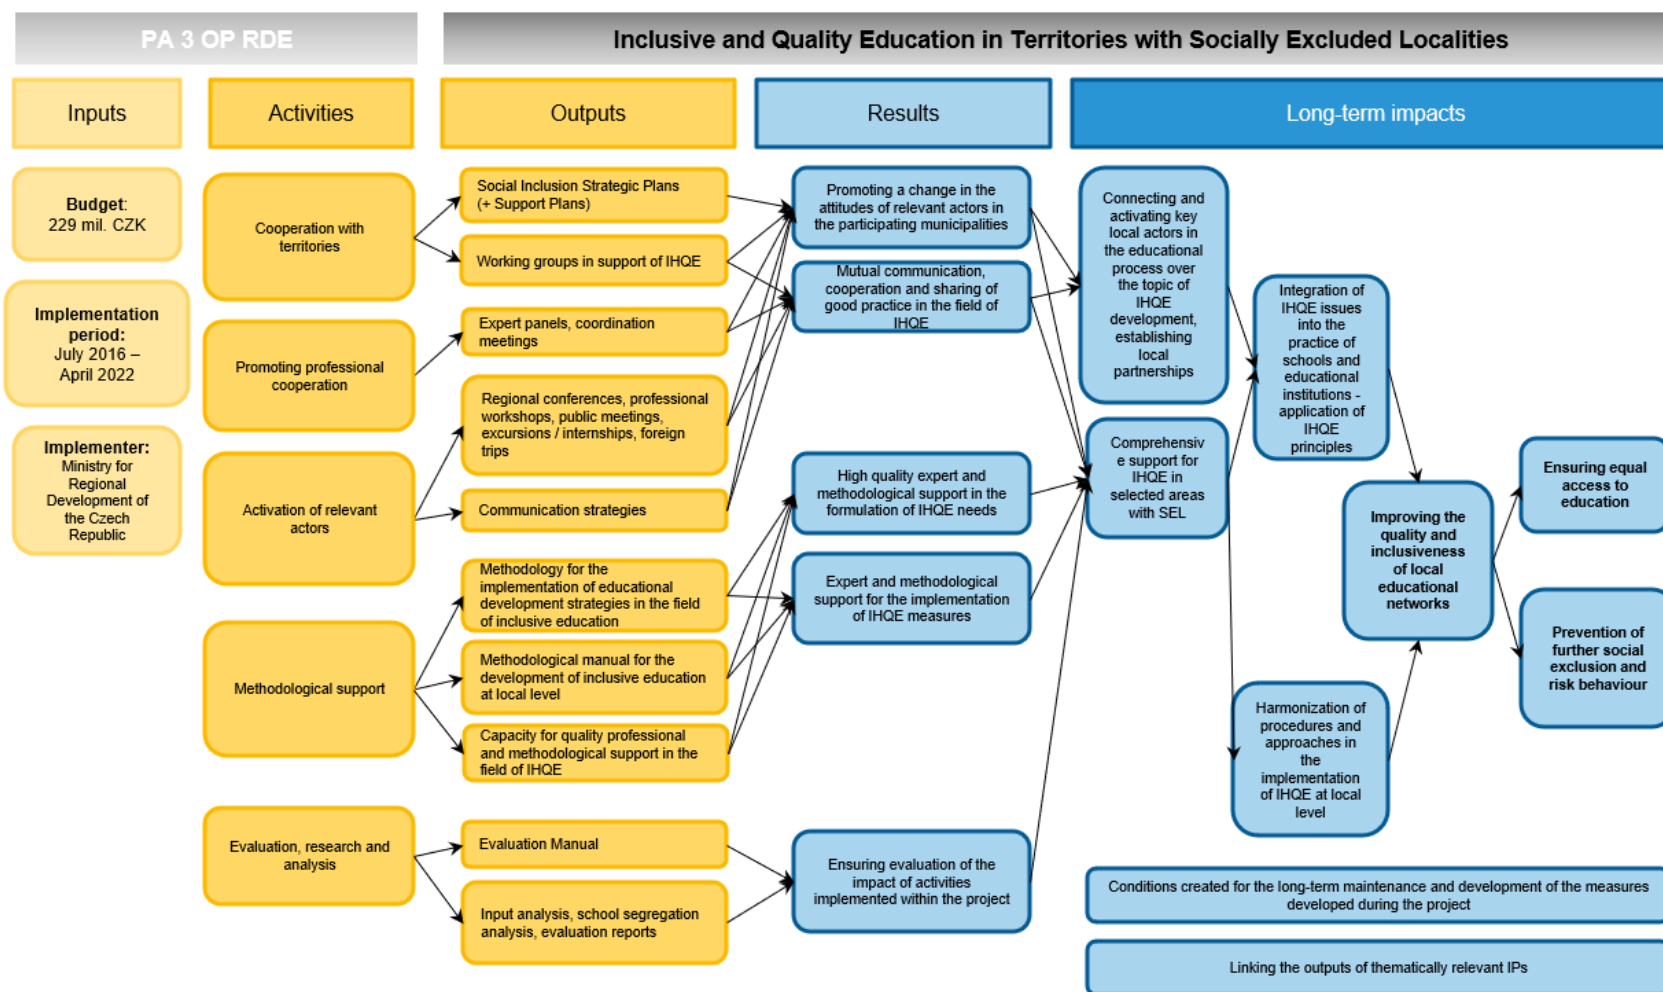 PA 3 OP RDE
Inclusive and Quality Education in Territories with Socially Excluded Localities
Inputs
Activities
Outputs
Results
Long-term impacts
Budget:
229 mil. CZK
Implementation
period:
July 2016 –
April 2022
Implementer:
Ministry for
Regional
Development of
the Czech
Republic
Cooperation with
territories
Promoting professional
cooperation
Activation of relevant
actors
Methodological support
Evaluation, research and
analysis
Social Inclusion Strategic Plans
(+ Support Plans)
Working groups in support of IHQE
Expert panels, coordination
meetings
Regional conferences, professional
workshops, public meetings,
excursions / internships, foreign
trips
Communication strategies
Methodology for the
implementation of educational
development strategies in the field
of inclusive education
Methodological manual for the
development of inclusive education
at local level
Capacity for quality professional
and methodological support in the
field of IHQE
Evaluation Manual
Input analysis, school segregation
analysis, evaluation reports
Promoting a change in the
attitudes of relevant actors in
the participating municipalities
Mutual communication,
cooperation and sharing of
good practice in the field of
IHQE
High quality expert and
methodological support in the
formulation of IHQE needs
Expert and methodological
support for the implementation
of IHQE measures
Ensuring evaluation of the
impact of activities
implemented within the project
Connecting and
activating key
local actors in
the educational
process over
the topic of
IHQE
development,
establishing
local
partnerships
Comprehensiv
e support for
IHQE in
selected areas
with SEL
Integration of
IHQE issues
into the
practice of
schools and
educational
institutions -
application of
IHQE
principles
Harmonization of
procedures and
approaches in
the
implementation
of IHQE at local
level
Improving the
quality and
inclusiveness
of local
educational
networks
Ensuring equal
access to
education
Prevention of
further social
exclusion and
risk behaviour
Conditions created for the long-term maintenance and development of the measures
developed during the project
Linking the outputs of thematically relevant IPs